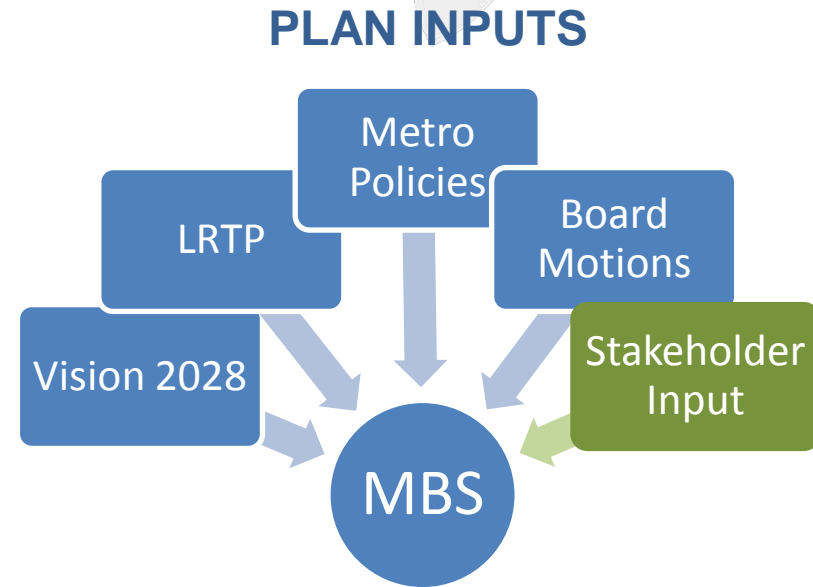 PLAN INPUTS
Metro
Policies
LRTP
Board
Motions
Vision 2028
Stakeholder
Input
MBS